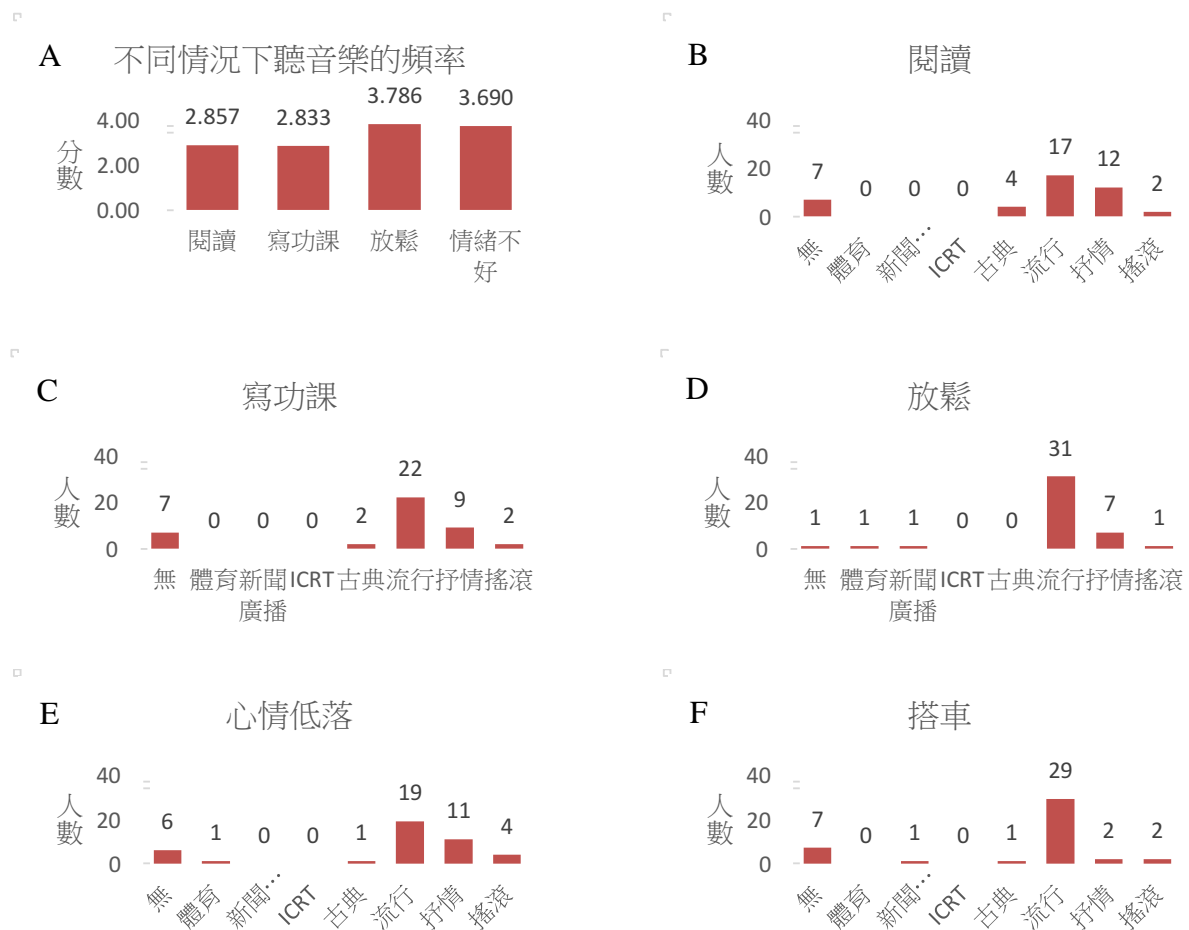 A 不同情況下聽音樂的頻率
2.857 2.833 3.786 3.690
4.00
2.00
0.00
分數
閱讀 寫功課 放鬆 情緒不
好
B 閱讀
40
20
0
人數
7 0 0 0 4 17 12 2
無 體育 新聞… ICRT 古典 流行 抒情 搖滾
C 寫功課
40
20
0
人數
7 0 0 0 2 22 9 2
無 體育 新聞 ICRT 古典 流行 抒情 搖滾
廣播
D 放鬆
40
20
0
人數
1 1 1 0 0 31 7 1
無 體育 新聞 ICRT 古典 流行 抒情 搖滾
廣播
E 心情低落
40
20
0
人數
6 1 0 0 1 19 11 4
無 體育 新聞… ICRT 古典 流行 抒情 搖滾
F 搭車
40
20
0
人數
7 0 1 0 1 29 2 2
無 體育 新聞… ICRT 古典 流行 抒情 搖滾